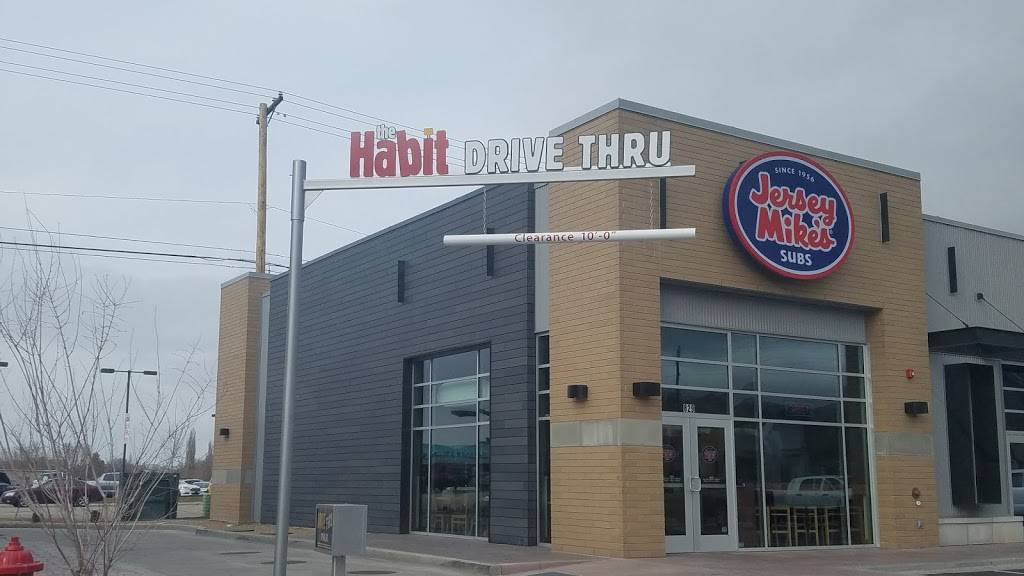 the
Habit DRIVE THRU
Clearance 10'-0"
SINCE 1956
Jersey
Mike's
SUBS